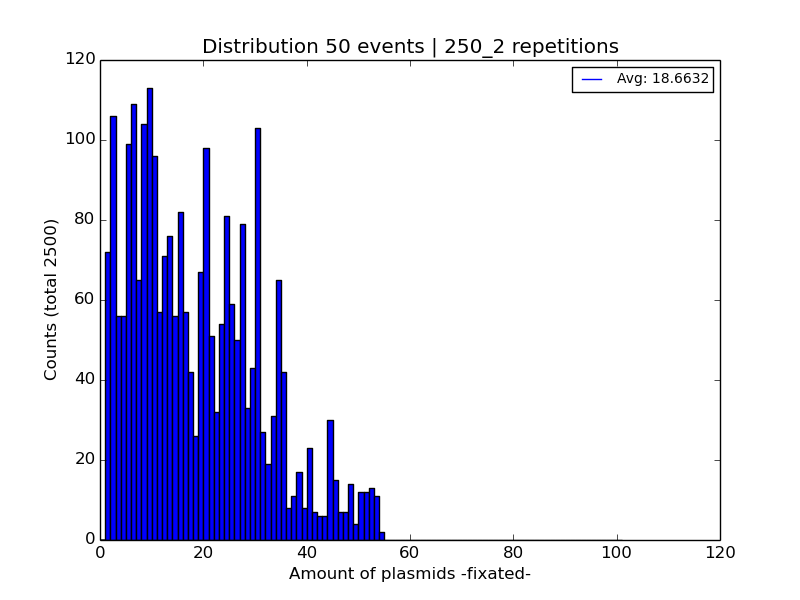 Distribution 50 events | 250_2 repetitions
Avg: 18.6632
Counts (total 2500)
120
100
80
60
40
20
0
0 20 40 60 80 100 120
Amount of plasmids -fixated-